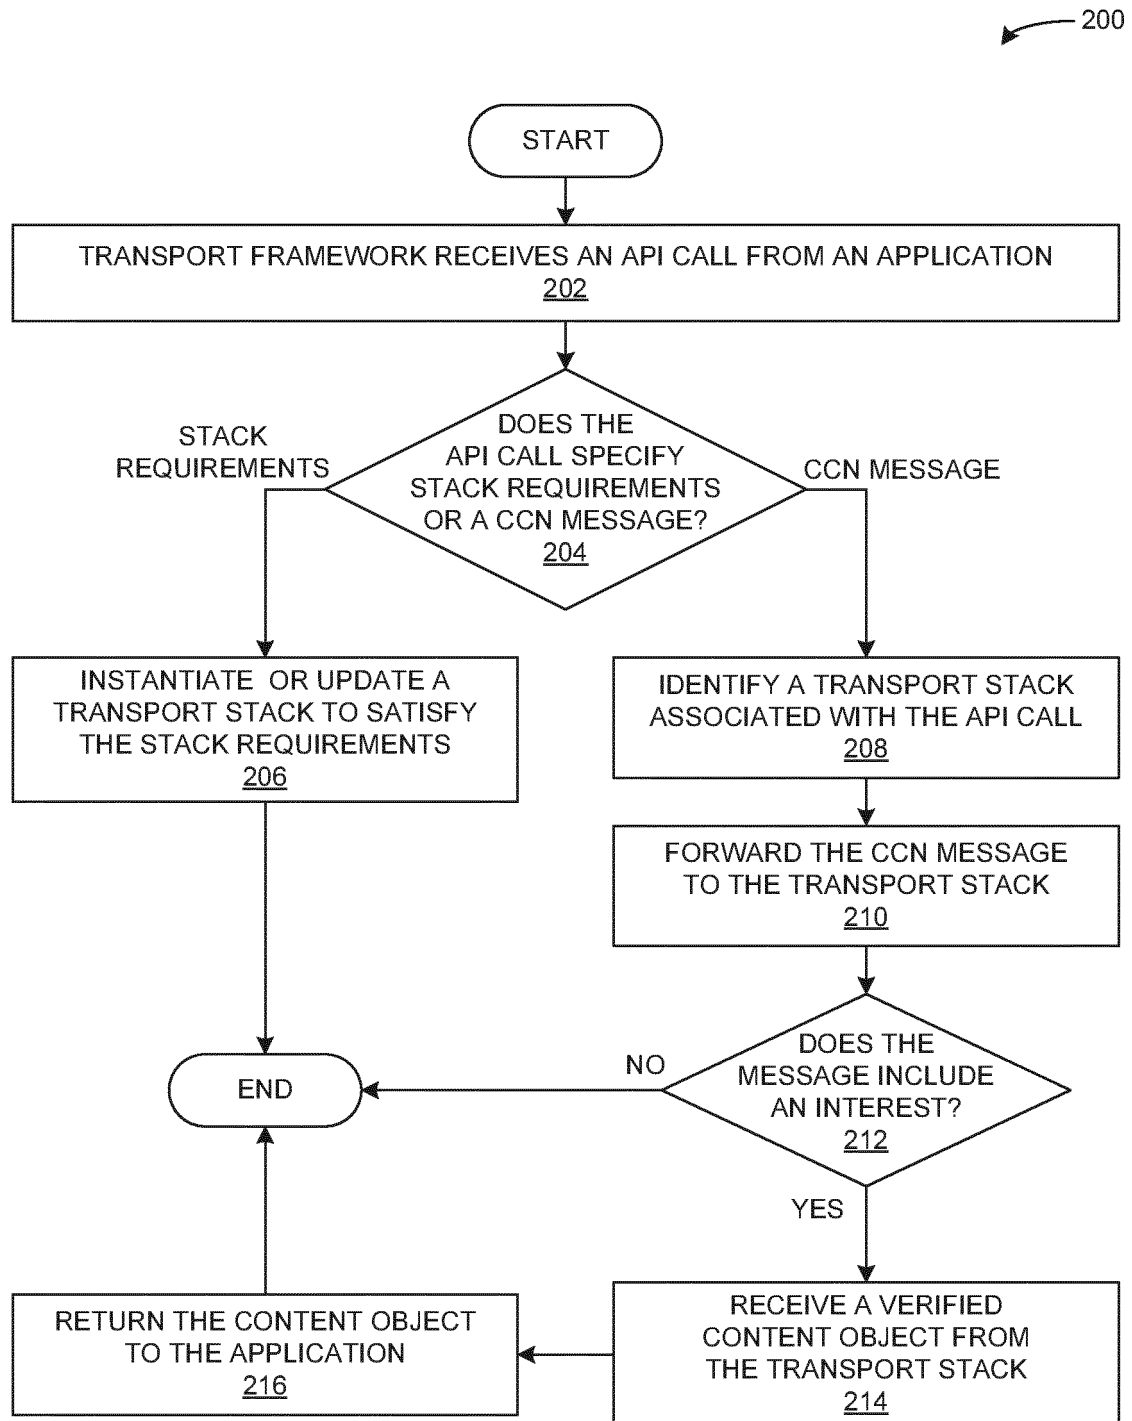 200
START
TRANSPORT FRAMEWORK RECEIVES AN API CALL FROM AN APPLICATION
202
DOES THE
API CALL SPECIFY
STACK REQUIREMENTS
OR A CCN MESSAGE?
204
STACK
REQUIREMENTS
CCN MESSAGE
INSTANTIATE OR UPDATE A
TRANSPORT STACK TO SATISFY
THE STACK REQUIREMENTS
206
IDENTIFY A TRANSPORT STACK
ASSOCIATED WITH THE API CALL
208
FORWARD THE CCN MESSAGE
TO THE TRANSPORT STACK
210
DOES THE
MESSAGE INCLUDE
AN INTEREST?
212
NO
END
YES
RECEIVE A VERIFIED
CONTENT OBJECT FROM
THE TRANSPORT STACK
214
RETURN THE CONTENT OBJECT
TO THE APPLICATION
216